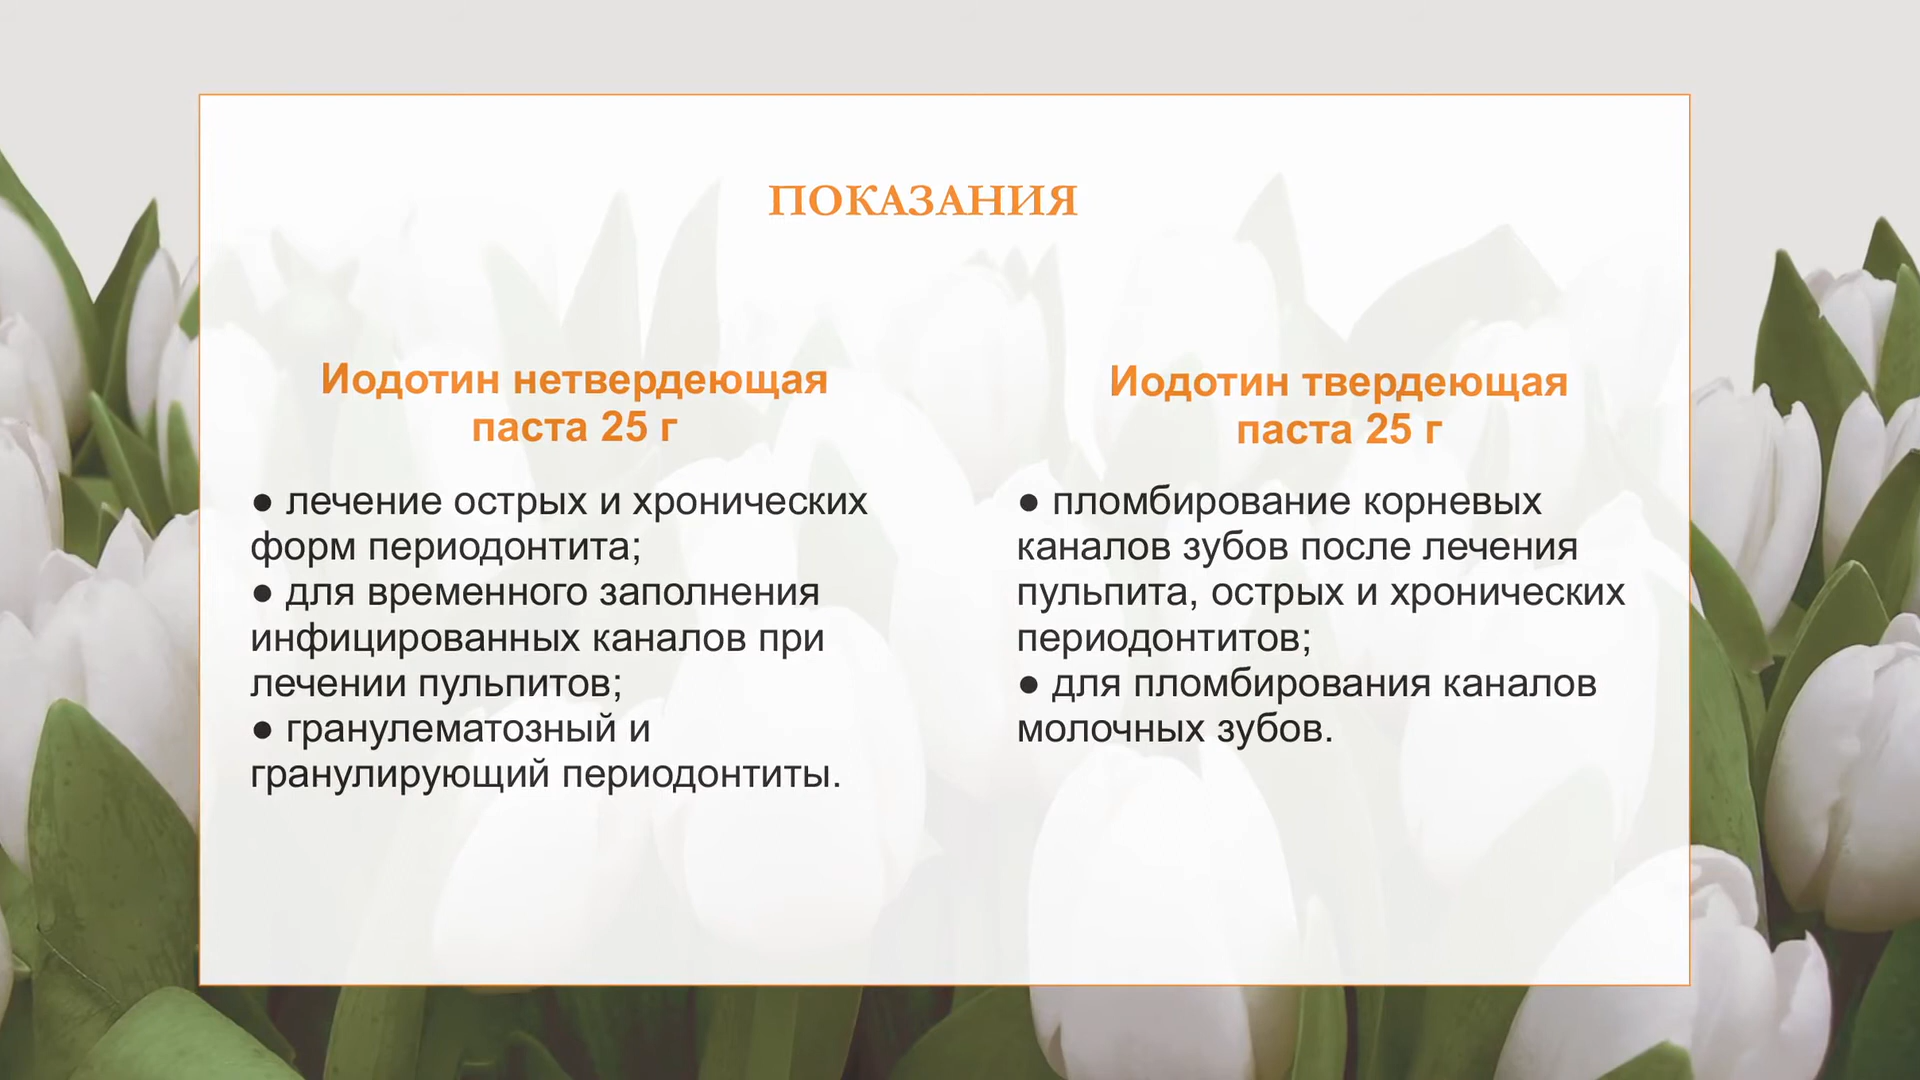 ПОКАЗАНИЯ
Иодотин нетвердеющая
паста 25 г
● лечение острых и хронических
форм периодонтита;
● для временного заполнения
инфицированных каналов при
лечении пульпитов;
● гранулематозный и
гранулирующий периодонтиты.
Иодотин твердеющая
паста 25 г
● пломбирование корневых
каналов зубов после лечения
пульпита, острых и хронических
периодонтитов;
● для пломбирования каналов
молочных зубов.